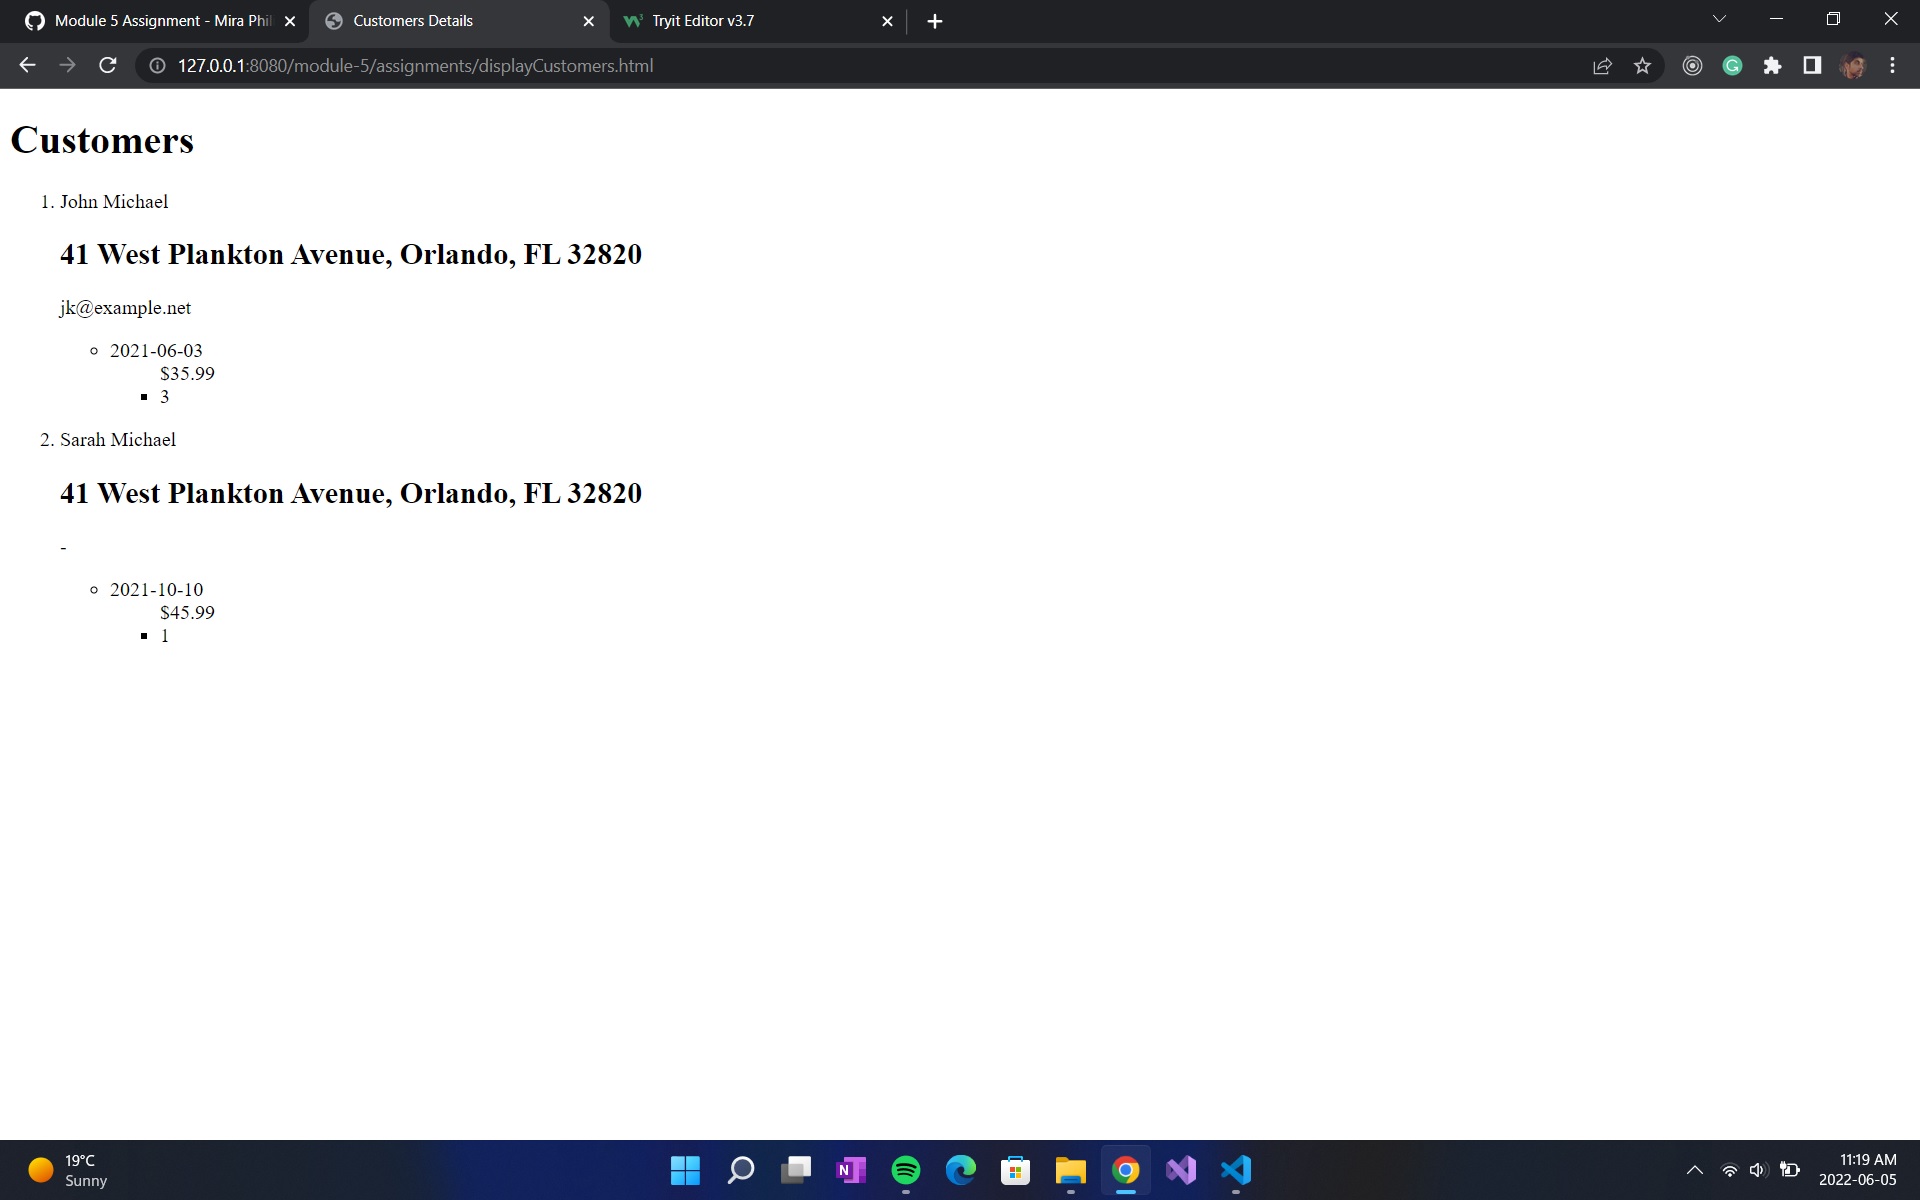 Module 5 Assignment - Mira Phil
Customers Details
Tryit Editor v3.7
127.0.0.1:8080/module-5/assignments/displayCustomers.html
Customers
1. John Michael
41 West Plankton Avenue, Orlando, FL 32820
jk@example.net
2021-06-03
$35.99
3
2. Sarah Michael
41 West Plankton Avenue, Orlando, FL 32820
-
2021-10-10
$45.99
1
19°C
Sunny
11:19 AM
2022-06-05